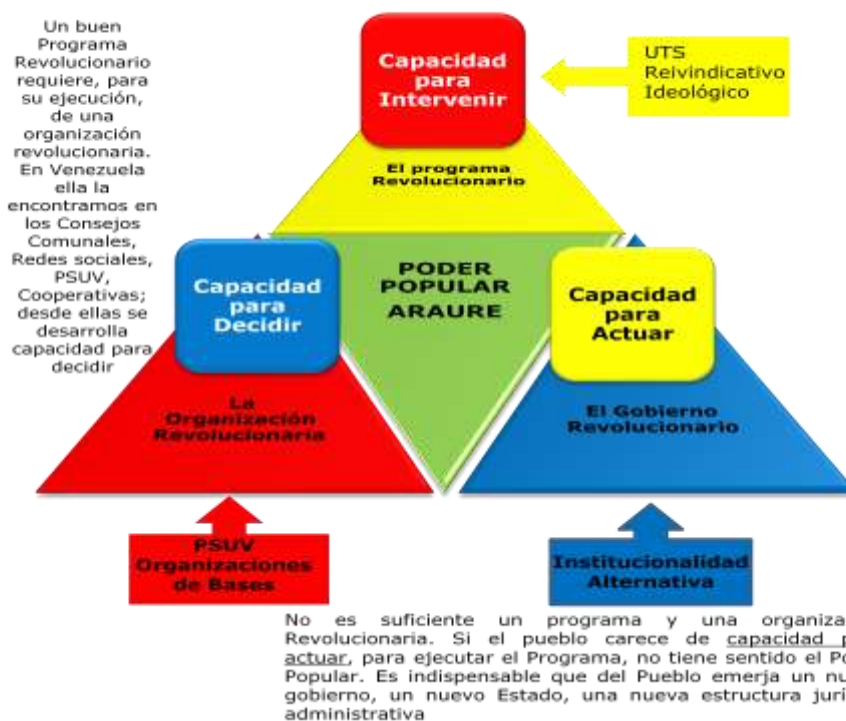 Un buen
Programa
Revolucionario
requiere, para
su ejecución,
de una
organización
revolucionaria.
En Venezuela
ella la
encontramos en
los Consejos
Comunales,
Redes sociales,
PSUV,
Cooperativas;
desde ellas se
desarrolla
capacidad para
decidir
Capacidad
para
Intervenir
UTS
Reivindicativo
Ideológico
El programa
Revolucionario
Capacidad
para
Decidir
PODER
POPULAR
ARAURE
Capacidad
para
Actuar
La
Organización
Revolucionaria
El Gobierno
Revolucionario
PSUV
Organizaciones
de Bases
Institucionalidad
Alternativa
No es suficiente un programa y una organiza
Revolucionaria. Si el pueblo carece de capacidad p
actuar, para ejecutar el Programa, no tiene sentido el Po
Popular. Es indispensable que del Pueblo emerja un nu
gobierno, un nuevo Estado, una nueva estructura jurí
administrativa